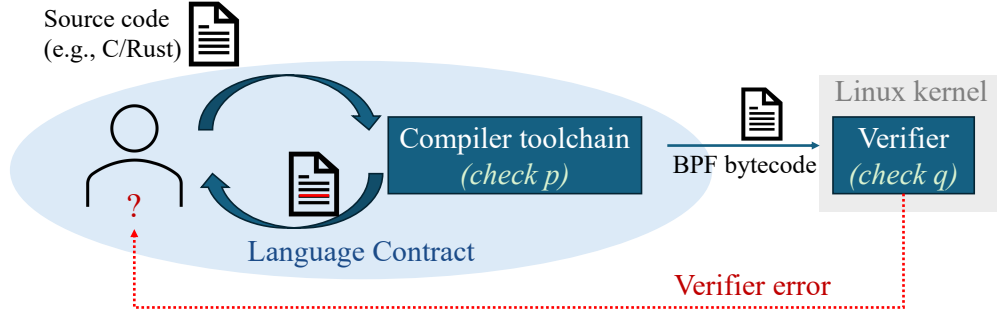 Source code
(e.g., C/Rust)
Linux kernel
Compiler toolchain
(check p)
BPF bytecode
Verifier
(check q)
?
Language Contract
Verifier error